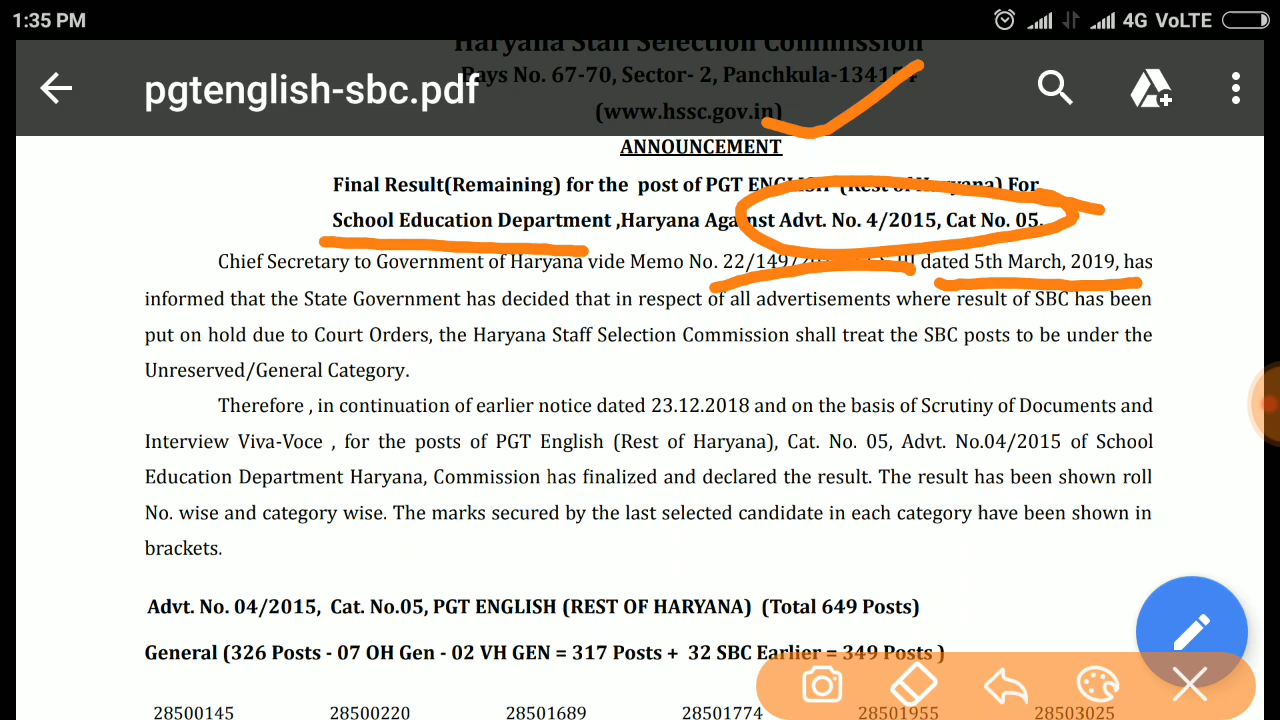 1:35 PM
4G VoLTE
Haryana Staff Selection Commission
pgtenglish-sbc.pdf
Bays No. 67-70, Sector- 2, Panchkula-134154
(www.hssc.gov.in)
ANNOUNCEMENT
Final Result(Remaining) for the post of PGT ENGLISH (Rest of Haryana) For
School Education Department ,Haryana Against Advt. No. 4/2015, Cat No. 05.
Chief Secretary to Government of Haryana vide Memo No. dated 5th March, 2019, has
informed that the State Government has decided that in respect of all advertisements where result of SBC has been
put on hold due to Court Orders, the Haryana Staff Selection Commission shall treat the SBC posts to be under the
Unreserved/General Category.
Therefore , in continuation of earlier notice dated 23.12.2018 and on the basis of Scrutiny of Documents and
Interview Viva-Voce , for the posts of PGT English (Rest of Haryana), Cat. No. 05, Advt. No.04/2015 of School
Education Department Haryana, Commission has finalized and declared the result. The result has been shown roll
No. wise and category wise. The marks secured by the last selected candidate in each category have been shown in
brackets.
Advt. No. 04/2015, Cat. No.05, PGT ENGLISH (REST OF HARYANA) (Total 649 Posts)
General (326 Posts - 07 OH Gen - 02 VH GEN = 317 Posts + 32 SBC Earlier = 349 Posts )
28500145 28500220 28501689 28501774 28501955 28503025